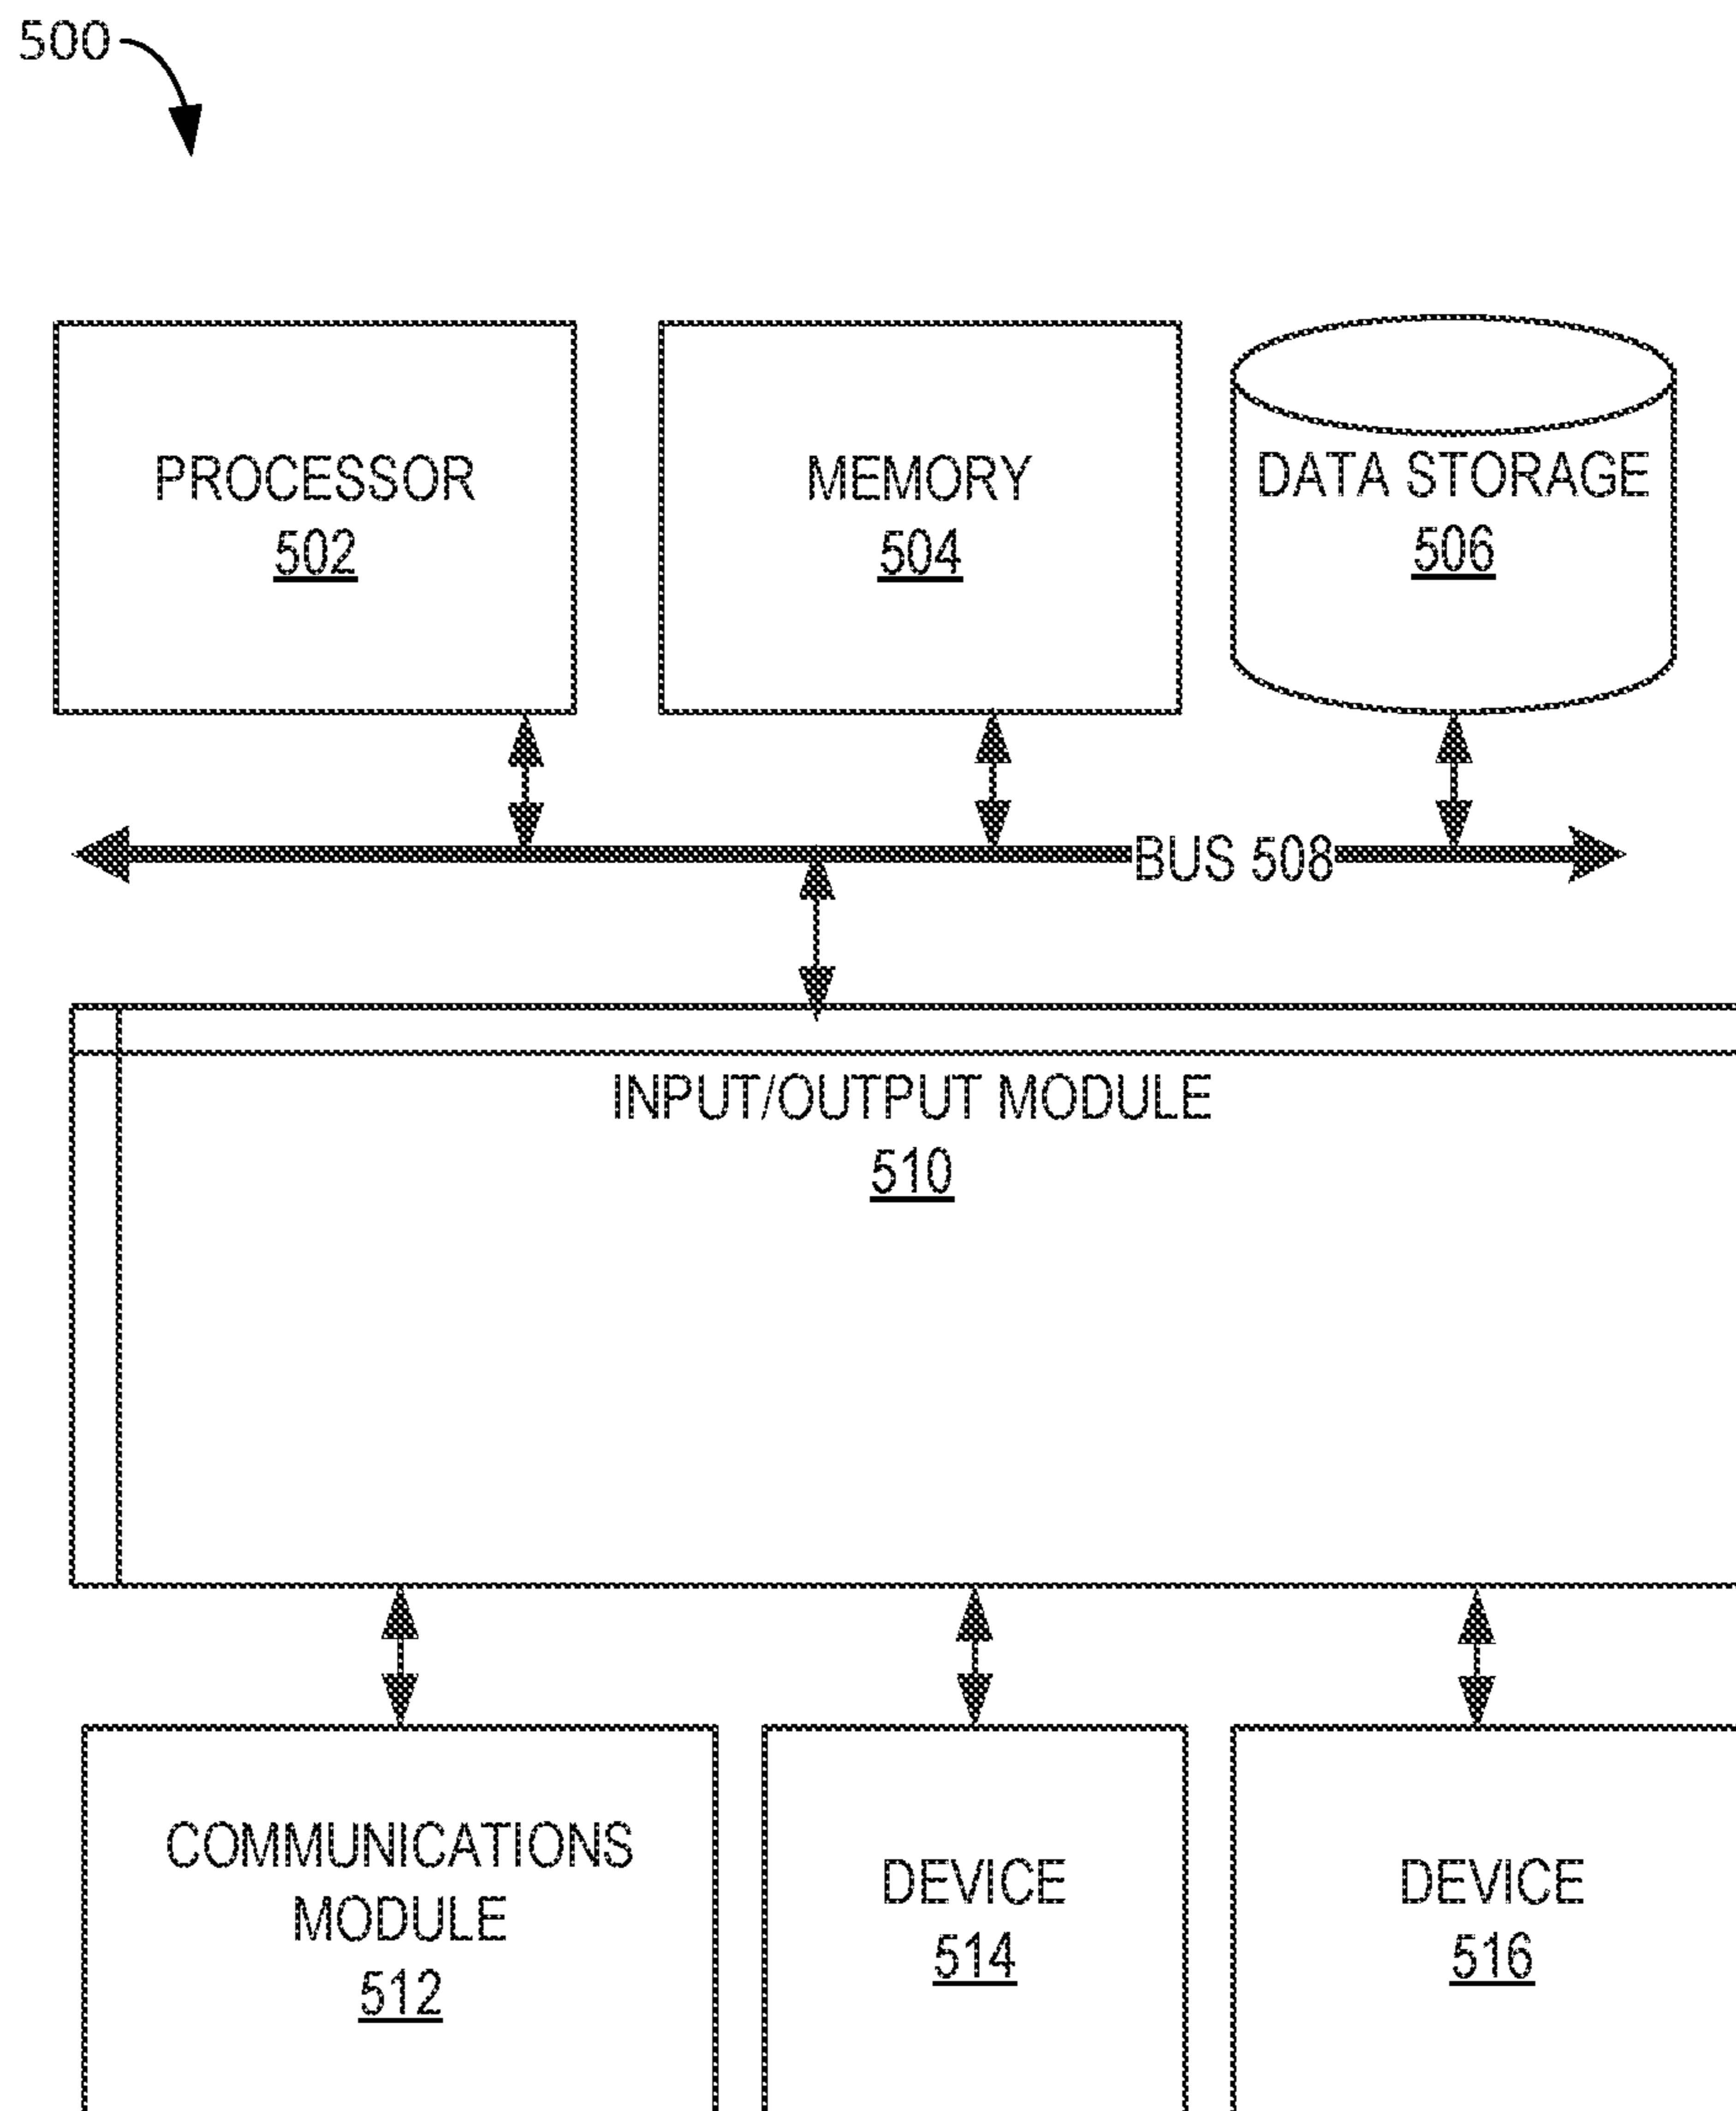 500
PROCESSOR
502
MEMORY
504
DATA STORAGE
506
BUS 508
INPUT/OUTPUT MODULE
510
COMMUNICATIONS
MODULE
512
DEVICE
514
DEVICE
516